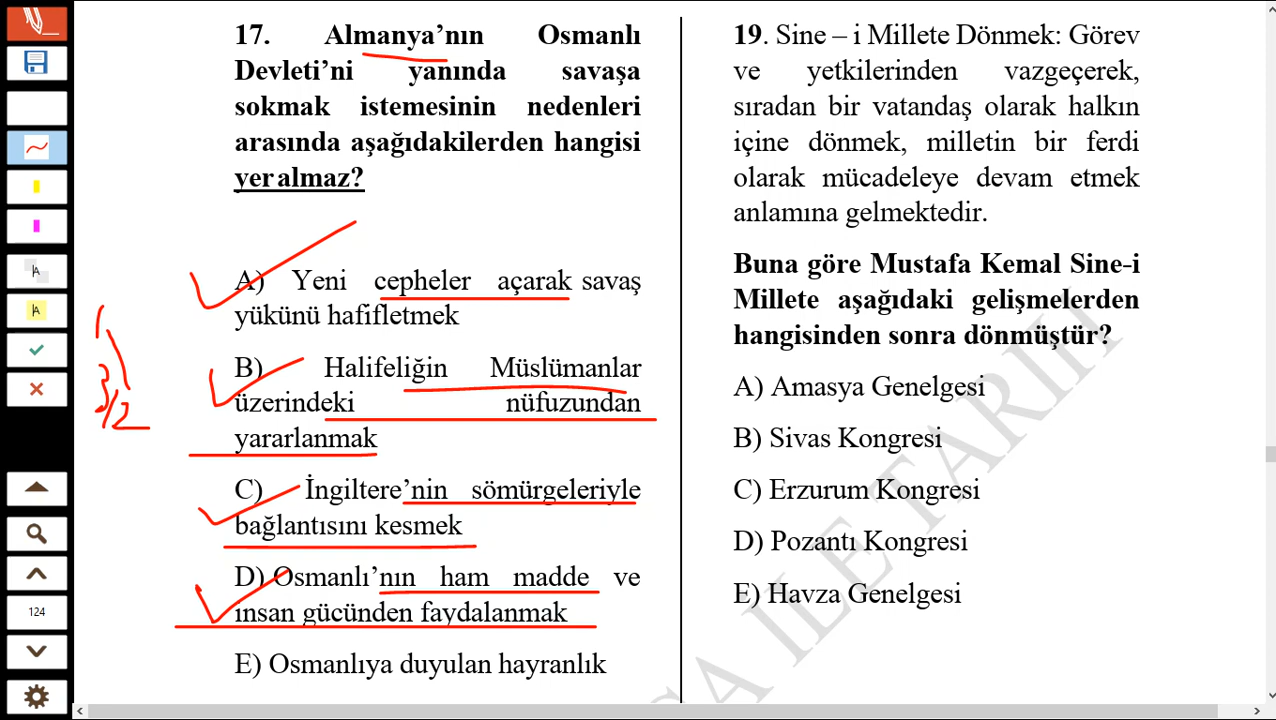 17. Almanya’nın Osmanlı
Devleti’ni yanında savaşa
sokmak istemesinin nedenleri
arasında aşağıdakilerden hangisi
yer almaz?
A) Yeni cepheler açarak savaş
yükünü hafifletmek
B) Halifeliğin Müslümanlar
üzerindeki nüfuzundan
yararlanmak
C) İngiltere’nin sömürgeleriyle
bağlantısını kesmek
D) Osmanlı’nın ham madde ve
insan gücünden faydalanmak
E) Osmanlıya duyulan hayranlık
19. Sine – i Millete Dönmek: Görev
ve yetkilerinden vazgeçerek,
sıradan bir vatandaş olarak halkın
içine dönmek, milletin bir ferdi
olarak mücadeleye devam etmek
anlamına gelmektedir.
Buna göre Mustafa Kemal Sine-i
Millete aşağıdaki gelişmelerden
hangisinden sonra dönmüştür?
A) Amasya Genelgesi
B) Sivas Kongresi
C) Erzurum Kongresi
D) Pozantı Kongresi
E) Havza Genelgesi
İLE TARİH
A
A
124